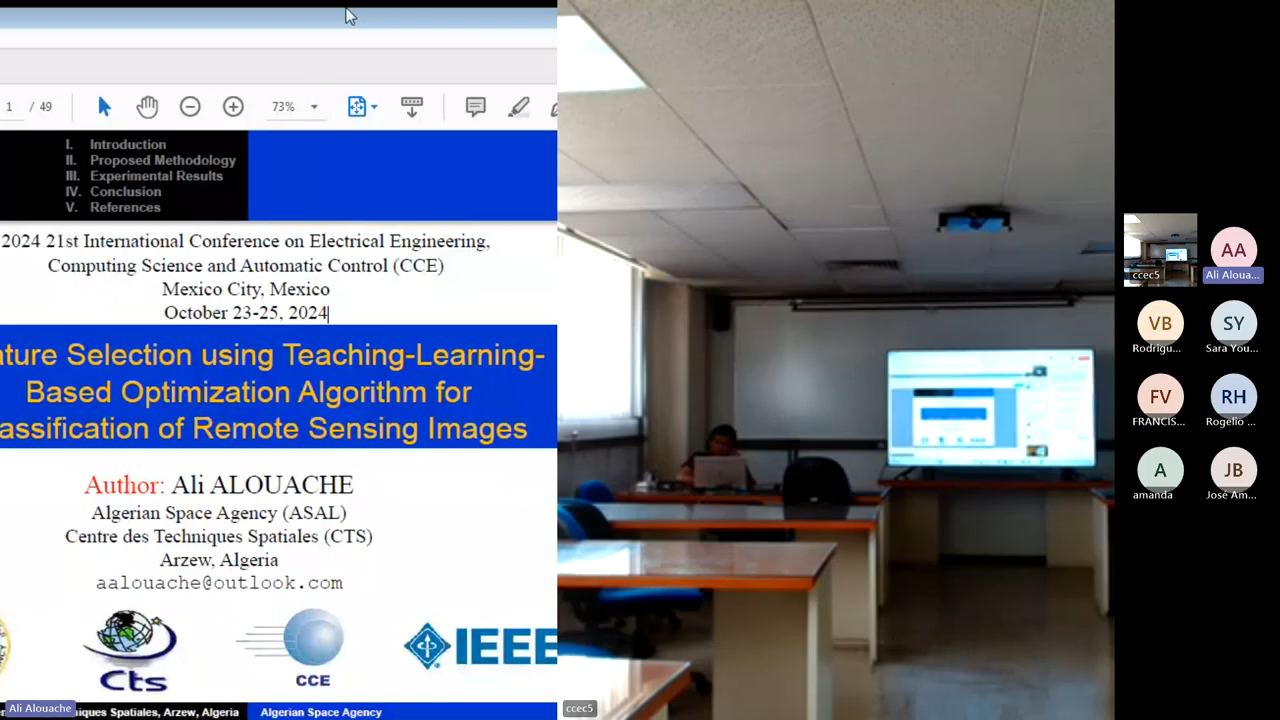 1 / 49
73%
I. Introduction
II. Proposed Methodology
III. Experimental Results
IV. Conclusion
V. References
2024 21st International Conference on Electrical Engineering,
Computing Science and Automatic Control (CCE)
Mexico City, Mexico
October 23-25, 2024
ature Selection using Teaching-Learning-
Based Optimization Algorithm for
assification of Remote Sensing Images
Author: Ali ALOUACHE
Algerian Space Agency (ASAL)
Centre des Techniques Spatiales (CTS)
Arzew, Algeria
aalouache@outlook.com
Cts
CCE
IEEE
Ali Alouache
iques Spatiales, Arzew, Algeria
Algerian Space Agency
ccec5
ccec5
AA
Ali Aloua...
VB
Rodrigu...
SY
Sara You...
FV
FRANCIS...
RH
Rogelio ...
A
amanda
JB
José Am...